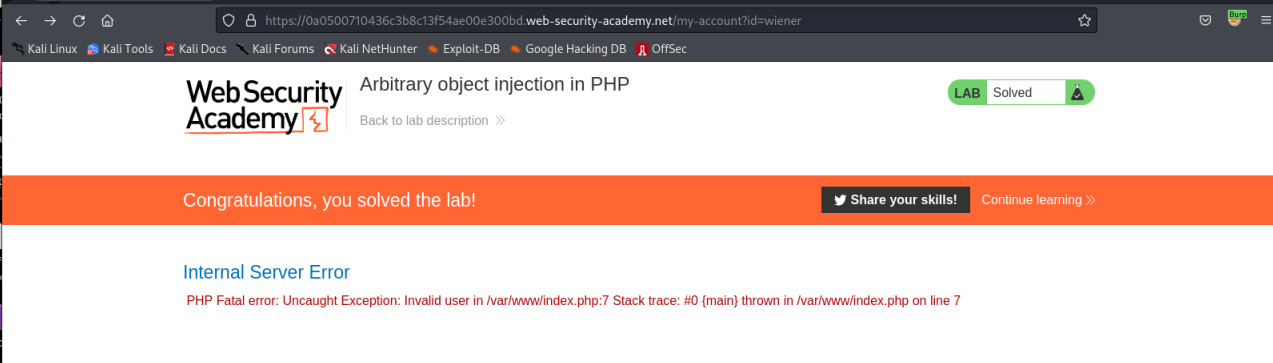 https://0a0500710436c3b8c13f54ae00e300bd.web-security-academy.net/my-account?id=wiener
Burp
Kali Linux Kali Tools Kali Docs Kali Forums Kali NetHunter Exploit-DB Google Hacking DB OffSec
Web Security
Academy
Arbitrary object injection in PHP
Back to lab description
LAB Solved
Congratulations, you solved the lab!
Share your skills!
Continue learning
Internal Server Error
PHP Fatal error: Uncaught Exception: Invalid user in /var/www/index.php:7 Stack trace: #0 {main} thrown in /var/www/index.php on line 7